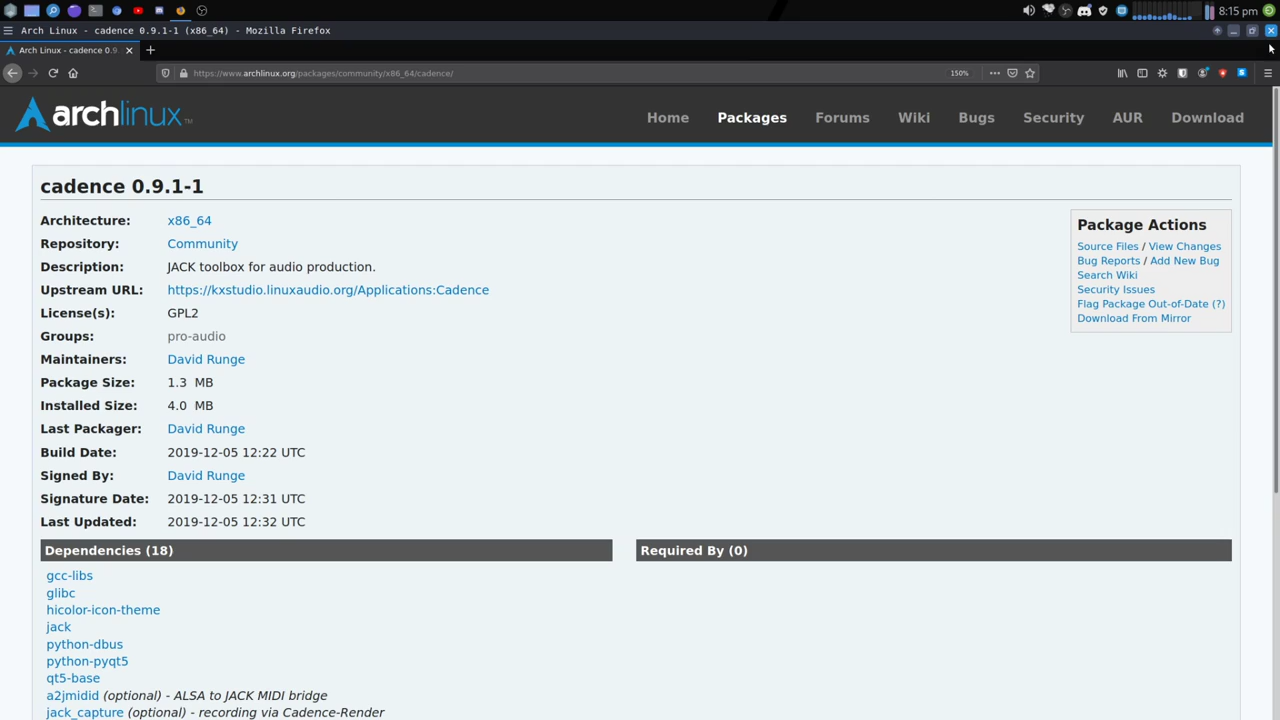 8:15 pm
Arch Linux - cadence 0.9.1-1 (x86_64) - Mozilla Firefox
Arch Linux - cadence 0.9.
https://www.archlinux.org/packages/community/x86_64/cadence/
150%
archlinux TM
Home Packages Forums Wiki Bugs Security AUR Download
cadence 0.9.1-1
Architecture: x86_64
Repository: Community
Description: JACK toolbox for audio production.
Upstream URL: https://kxstudio.linuxaudio.org/Applications:Cadence
License(s): GPL2
Groups: pro-audio
Maintainers: David Runge
Package Size: 1.3 MB
Installed Size: 4.0 MB
Last Packager: David Runge
Build Date: 2019-12-05 12:22 UTC
Signed By: David Runge
Signature Date: 2019-12-05 12:31 UTC
Last Updated: 2019-12-05 12:32 UTC
Package Actions
Source Files / View Changes
Bug Reports / Add New Bug
Search Wiki
Security Issues
Flag Package Out-of-Date (?)
Download From Mirror
Dependencies (18)
gcc-libs
glibc
hicolor-icon-theme
jack
python-dbus
python-pyqt5
qt5-base
a2jmidid (optional) - ALSA to JACK MIDI bridge
jack_capture (optional) - recording via Cadence-Render
Required By (0)